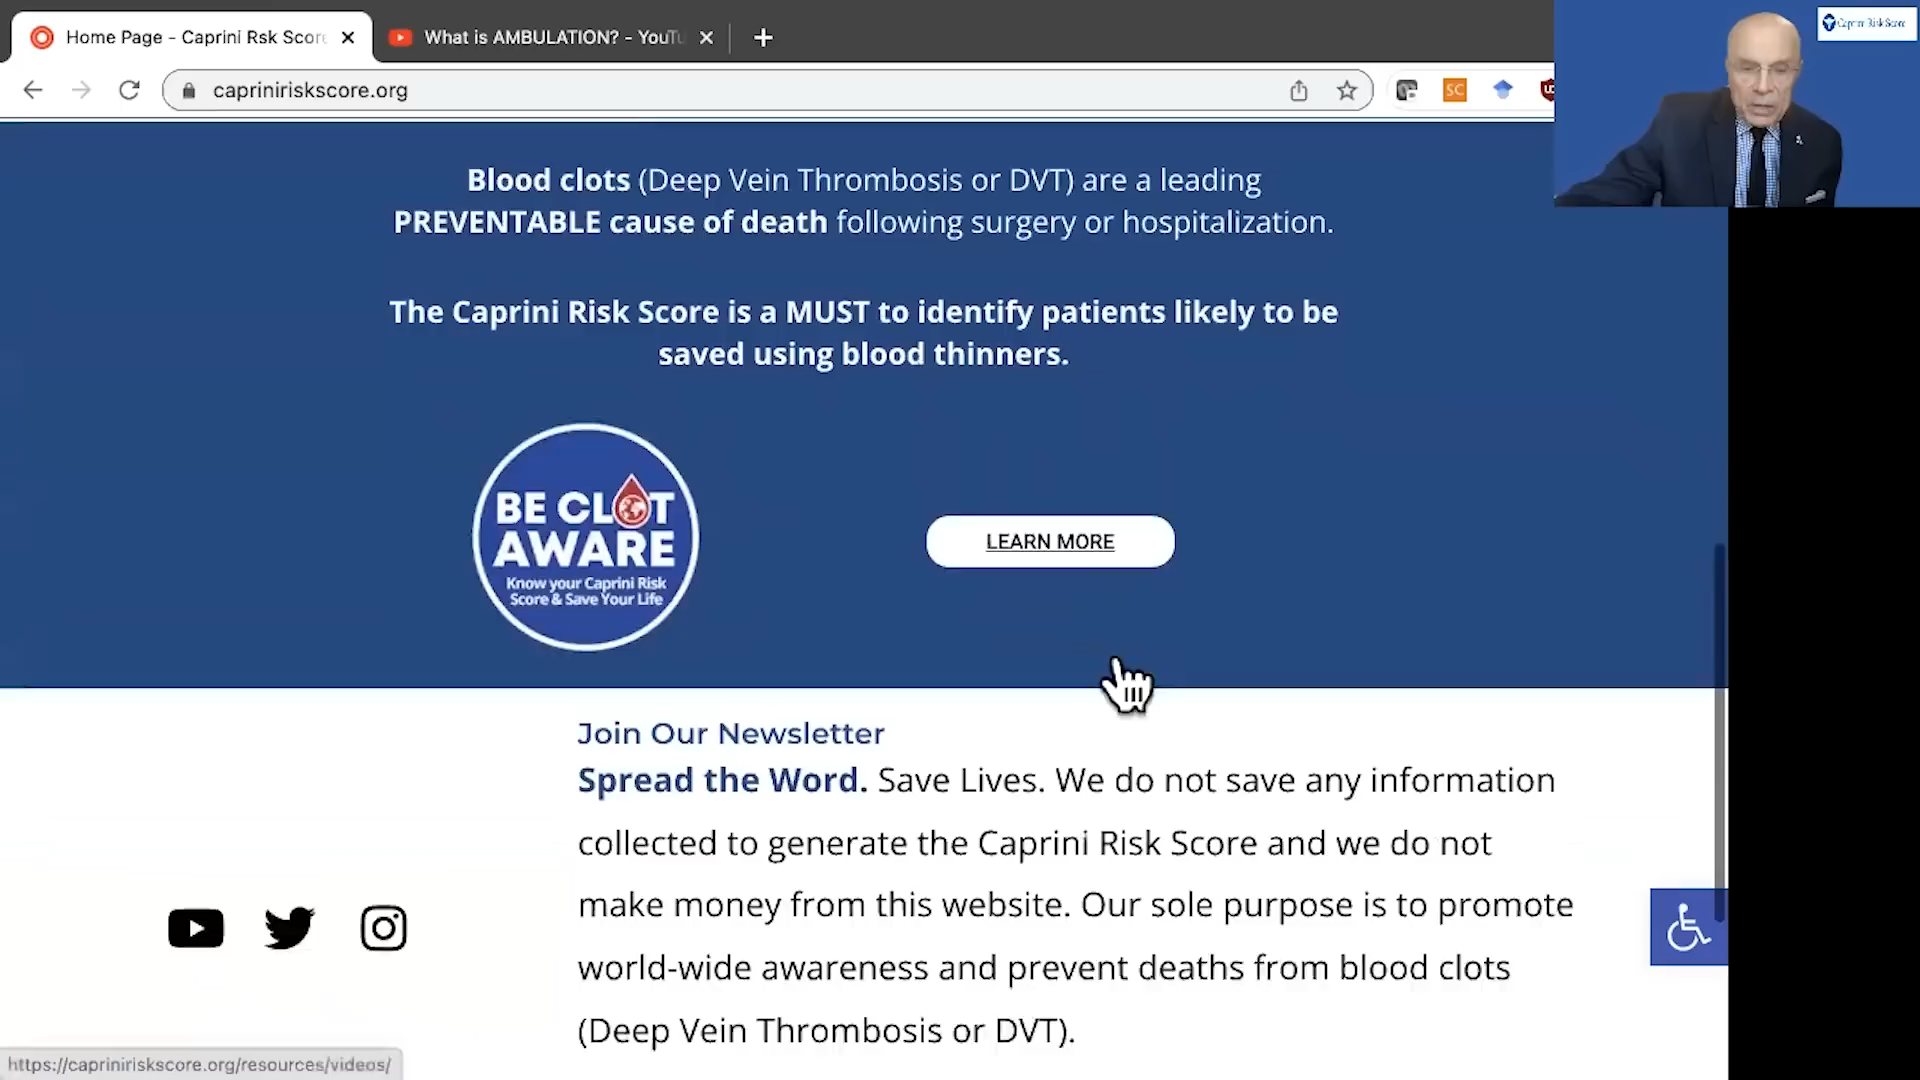 Home Page - Caprini Rsk Score
What is AMBULATION? - YouTu
Caprini Risk Score
capriniriskscore.org
SC
Blood clots (Deep Vein Thrombosis or DVT) are a leading
PREVENTABLE cause of death following surgery or hospitalization.
The Caprini Risk Score is a MUST to identify patients likely to be
saved using blood thinners.
BE CLOT
AWARE
Know your Caprini Risk
Score & Save Your Life
LEARN MORE
Join Our Newsletter
Spread the Word. Save Lives. We do not save any information
collected to generate the Caprini Risk Score and we do not
make money from this website. Our sole purpose is to promote
world-wide awareness and prevent deaths from blood clots
(Deep Vein Thrombosis or DVT).
https://capriniriskscore.org/resources/videos/